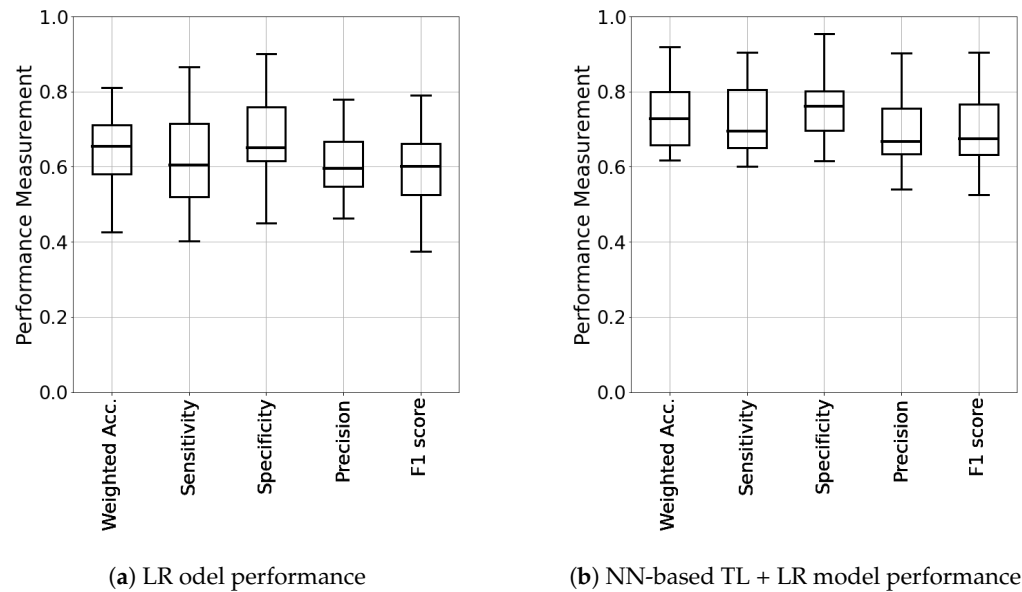 1.0
0.8
0.6
0.4
0.2
0.0
Performance Measurement
Weighted Acc.
Sensitivity
Specificity
Precision
F1 score
(a) LR odel performance
1.0
0.8
0.6
0.4
0.2
0.0
Performance Measurement
Weighted Acc.
Sensitivity
Specificity
Precision
F1 score
(b) NN-based TL + LR model performance